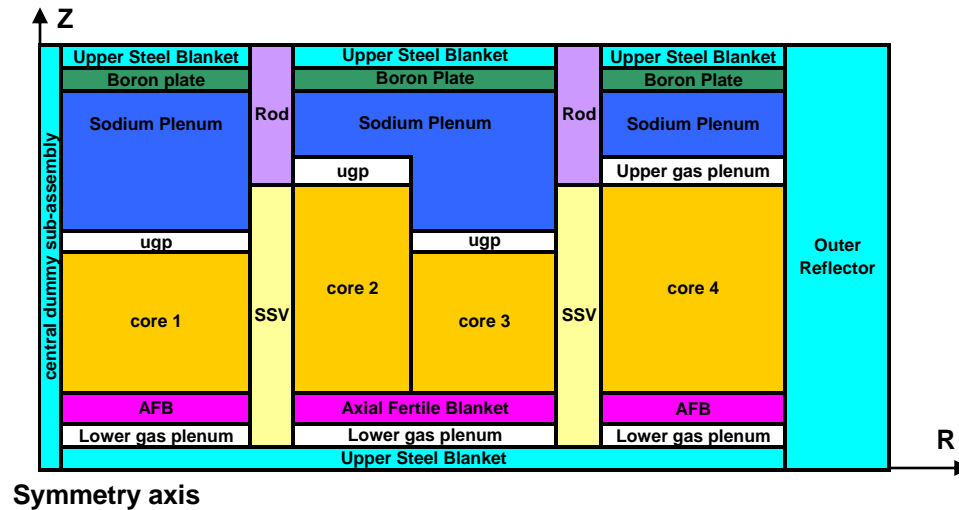 Z
Upper Steel Blanket
Upper Steel Blanket
Upper Steel Blanket
Boron plate
Boron Plate
Boron Plate
Rod
Rod
Sodium Plenum
Sodium Plenum
Sodium Plenum
ugp
Upper gas plenum
central dummy sub-assembly
ugp
ugp
Outer
Reflector
core 1
SSV
core 2
core 3
SSV
core 4
AFB
Axial Fertile Blanket
AFB
Lower gas plenum
Lower gas plenum
Lower gas plenum
R
Upper Steel Blanket
Symmetry axis